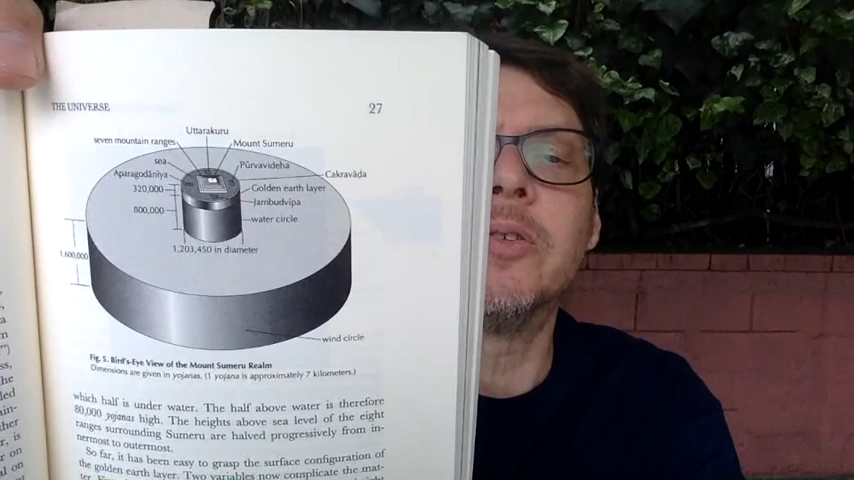 THE UNIVERSE
27
Uttarakuru
seven mountain ranges
Mount Sumeru
sea
Pūrvavideha
Aparagodānīya
Cakravāḍa
320,000
Golden earth layer
Jambudvīpa
800,000
water circle
1,203,450 in diameter
1,600,000
wind circle
Fig. 5. Bird's-Eye View of the Mount Sumeru Realm
Dimensions are given in yojanas. (1 yojana is approximately 7 kilometers.)
which half is under water. The half above water is therefore
80,000 yojanas high. The heights above sea level of the eight
ranges surrounding Sumeru are halved progressively from in-
nermost to outermost.
So far, it has been easy to grasp the surface configuration of
the golden earth layer. Two variables now complicate the mat-